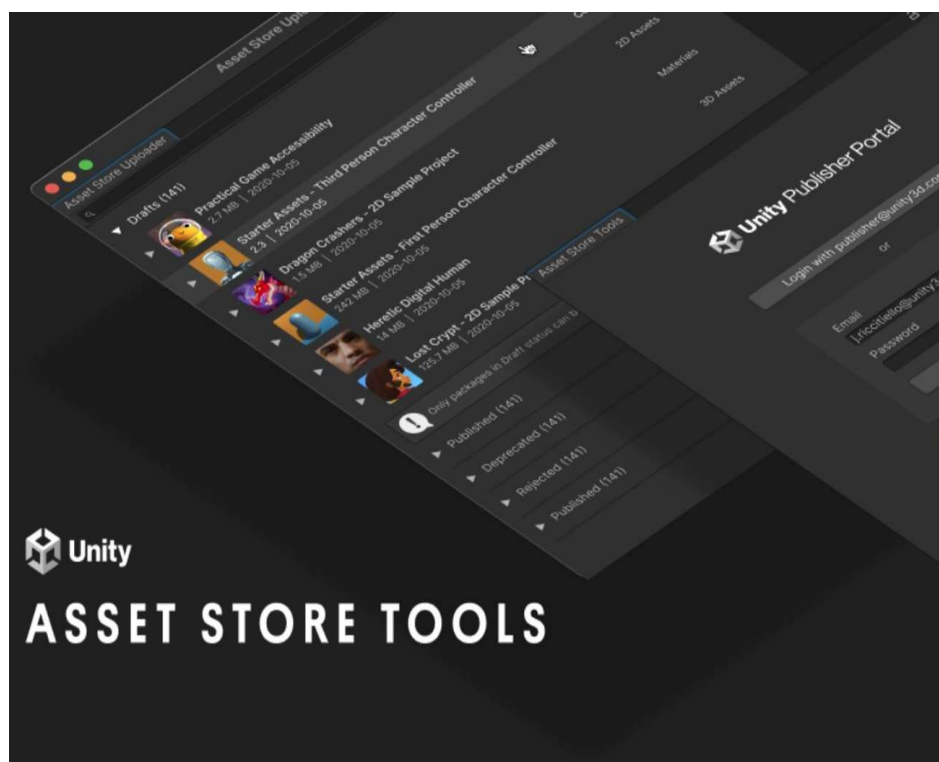 Asset Store Uploader
2D Assets
Materials
3D Assets
Drafts (141)
Practical Game Accessibility
2.7 MB | 2020-10-05
Starter Assets - Third Person Character Controller
2.3 | 2020-10-05
Dragon Crashers - 2D Sample Project
1.5 MB | 2020-10-05
Starter Assets - First Person Character Controller
242 MB | 2020-10-05
Heretic Digital Human
14 MB | 2020-10-05
Lost Crypt - 2D Sample
125.7 MB | 2020-10-05
Only packages in Draft status can b
Published (141)
Deprecated (141)
Rejected (141)
Published (141)
Asset Store Tools
Unity Publisher Portal
Login with publisher@unity3d.com
or
Email
j.riccitiello@unity3
Password
Unity
ASSET STORE TOOLS